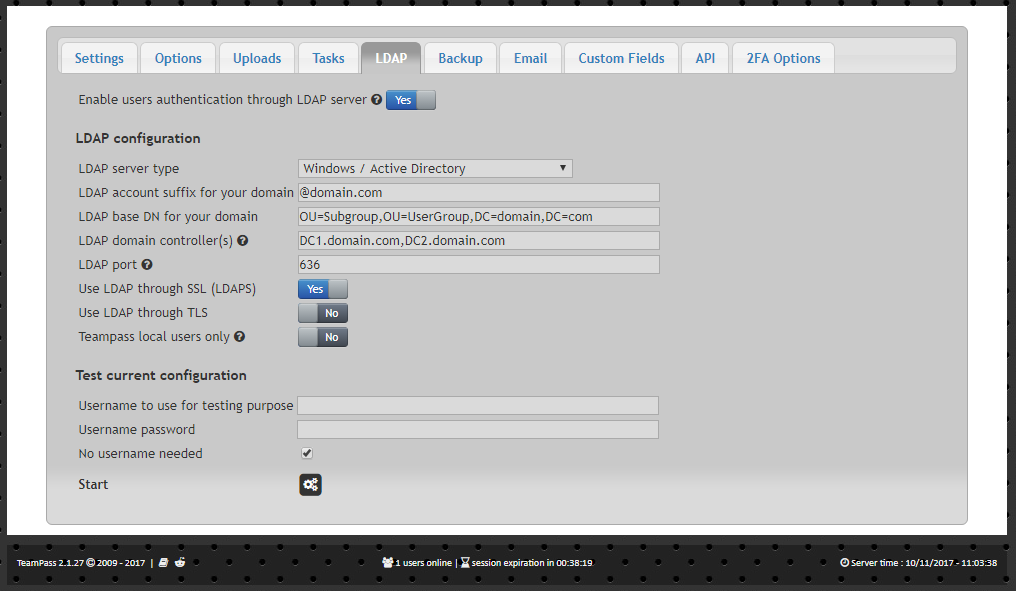 Settings Options Uploads Tasks LDAP Backup Email Custom Fields API 2FA Options
Enable users authentication through LDAP server ? Yes
LDAP configuration
LDAP server type Windows / Active Directory
LDAP account suffix for your domain @domain.com
LDAP base DN for your domain OU=Subgroup,OU=UserGroup,DC=domain,DC=com
LDAP domain controller(s) ? DC1.domain.com,DC2.domain.com
LDAP port ? 636
Use LDAP through SSL (LDAPS) Yes
Use LDAP through TLS No
Teampass local users only ? No
Test current configuration
Username to use for testing purpose
Username password
No username needed
Start
TeamPass 2.1.27 © 2009 - 2017 | 1 users online | session expiration in 00:38:19 Server time : 10/11/2017 - 11:03:38